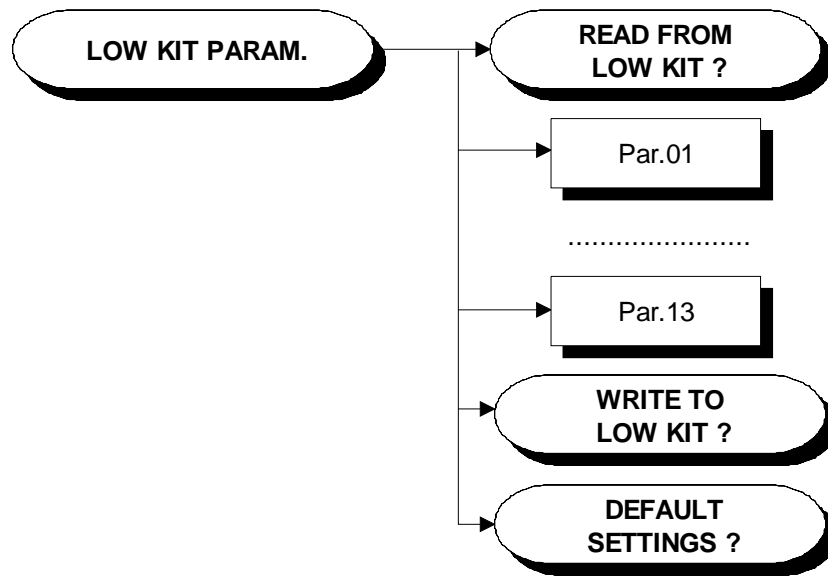 LOW KIT PARAM.
READ FROM
LOW KIT ?
Par.01
.......................
Par.13
WRITE TO
LOW KIT ?
DEFAULT
SETTINGS ?